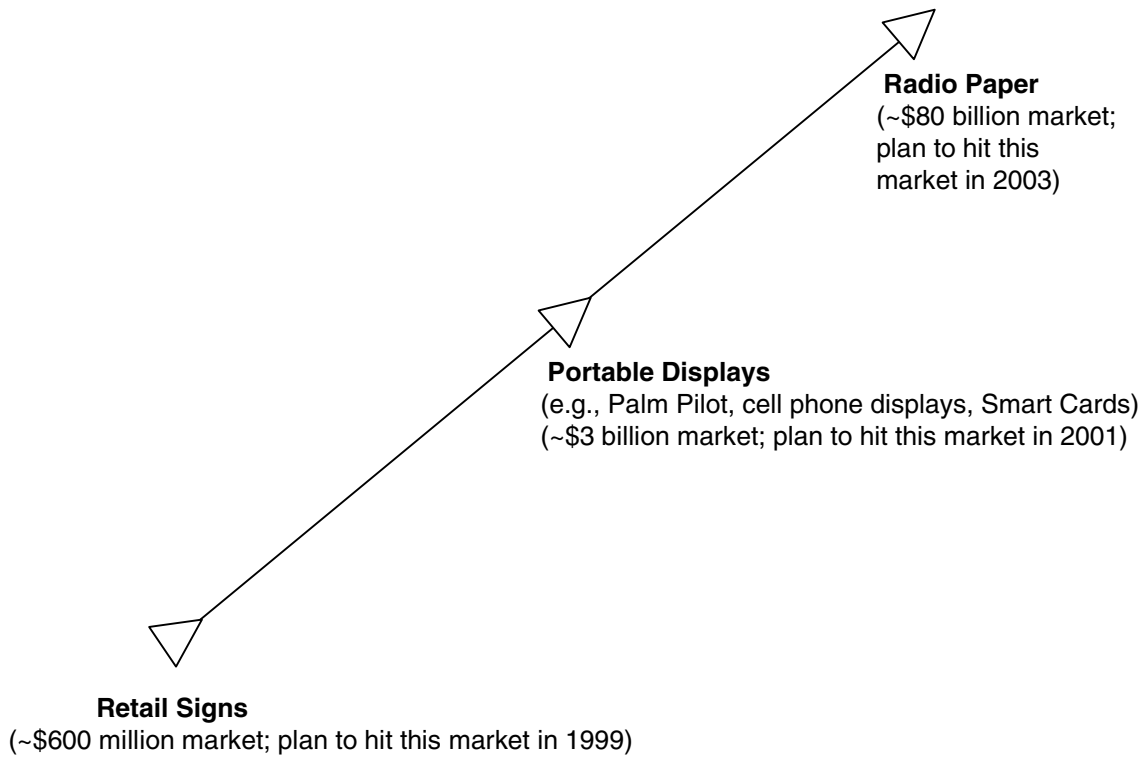 Radio Paper
(~$80 billion market;
plan to hit this
market in 2003)
Portable Displays
(e.g., Palm Pilot, cell phone displays, Smart Cards)
(~$3 billion market; plan to hit this market in 2001)
Retail Signs
(~$600 million market; plan to hit this market in 1999)